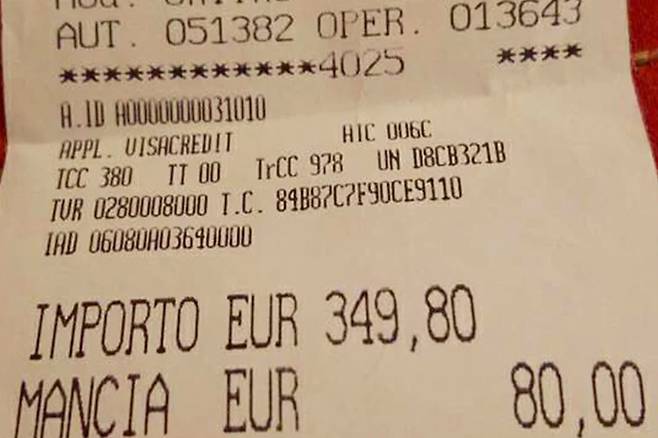 AUT. 051382 OPER. 013643
************4025 ****
A.ID A0000000031010
APPL. VISACREDIT AIC 006C
TCC 380 TT 00 TrCC 978 UN D8CB321B
TVR 0280008000 T.C. 84B87C7F90CE9110
IAD 06080A03640000
IMPORTO EUR 349,80
MANCIA EUR 80,00